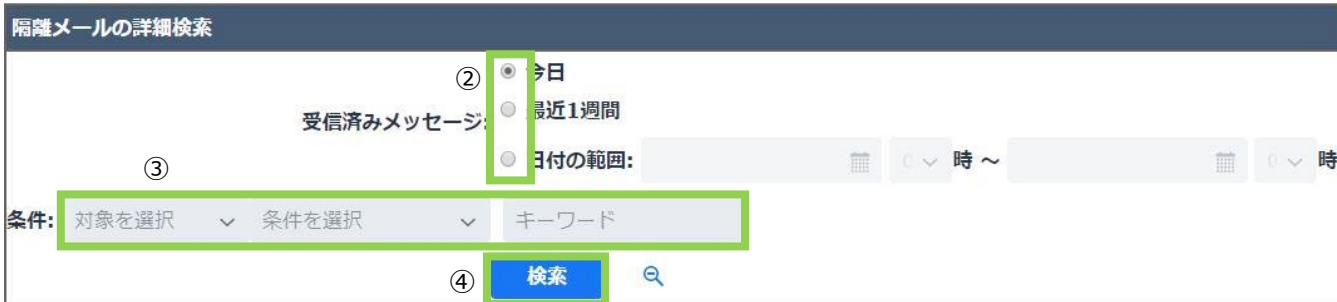 隔離メールの詳細検索
② 今日
受信済みメッセージ: 最近1週間
日付の範囲: 0 時 ～ 0 時
③
条件: 対象を選択 条件を選択 キーワード
④ 検索